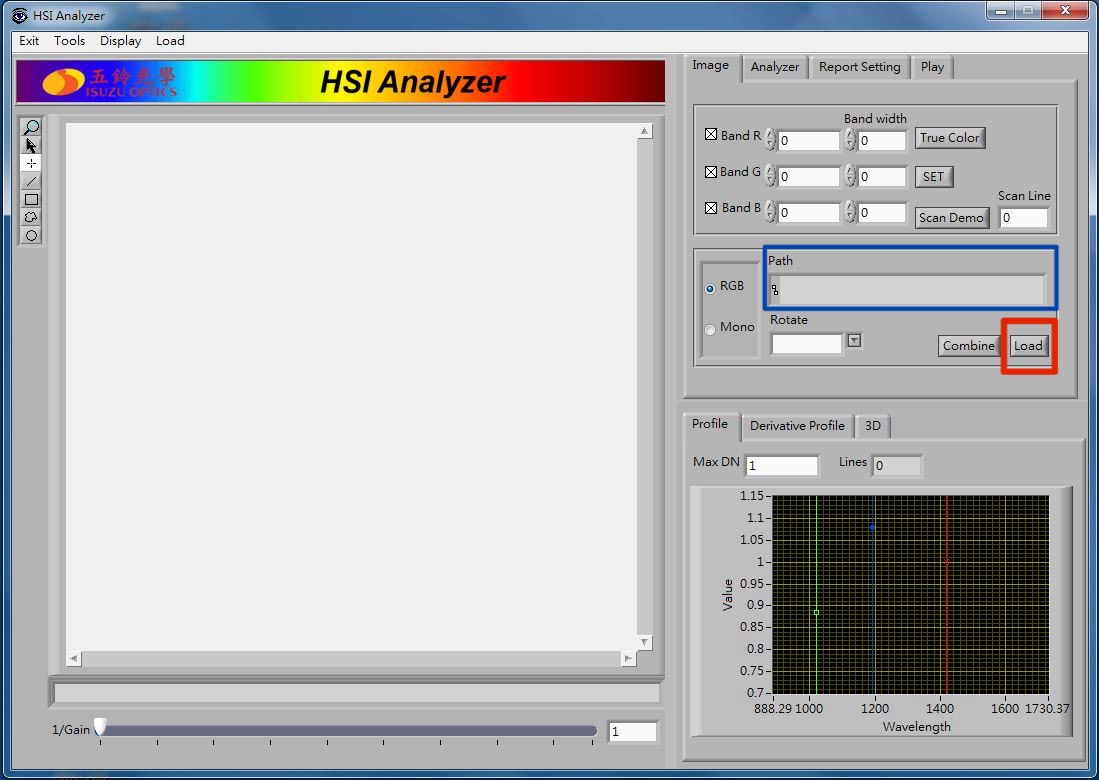 HSI Analyzer
Exit Tools Display Load
五鈴光學
ISUZU OPTICS
HSI Analyzer
Image Analyzer Report Setting Play
Band width
Band R 0 0 True Color
Band G 0 0 SET
Scan Line
Band B 0 0 Scan Demo 0
Path
RGB
Mono
Rotate
Combine Load
Profile Derivative Profile 3D
Max DN 1 Lines 0
1.15
1.1
1.05
1
0.95
0.9
0.85
0.8
0.75
0.7
Value
888.29 1000 1200 1400 1600 1730.37
Wavelength
1/Gain 1